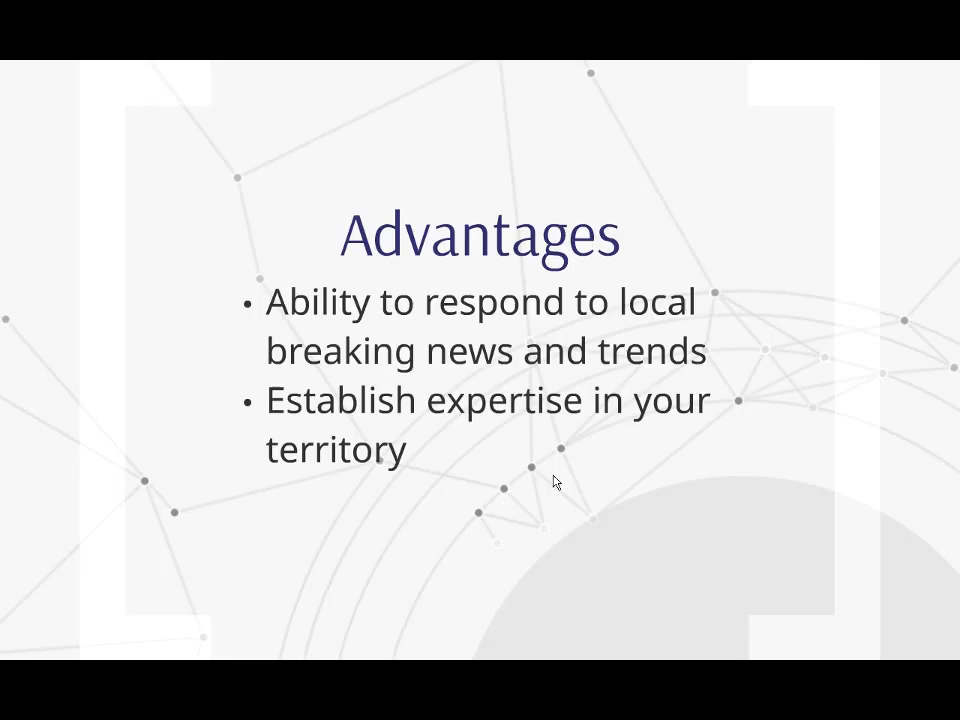 Advantages
• Ability to respond to local
breaking news and trends
• Establish expertise in your
territory